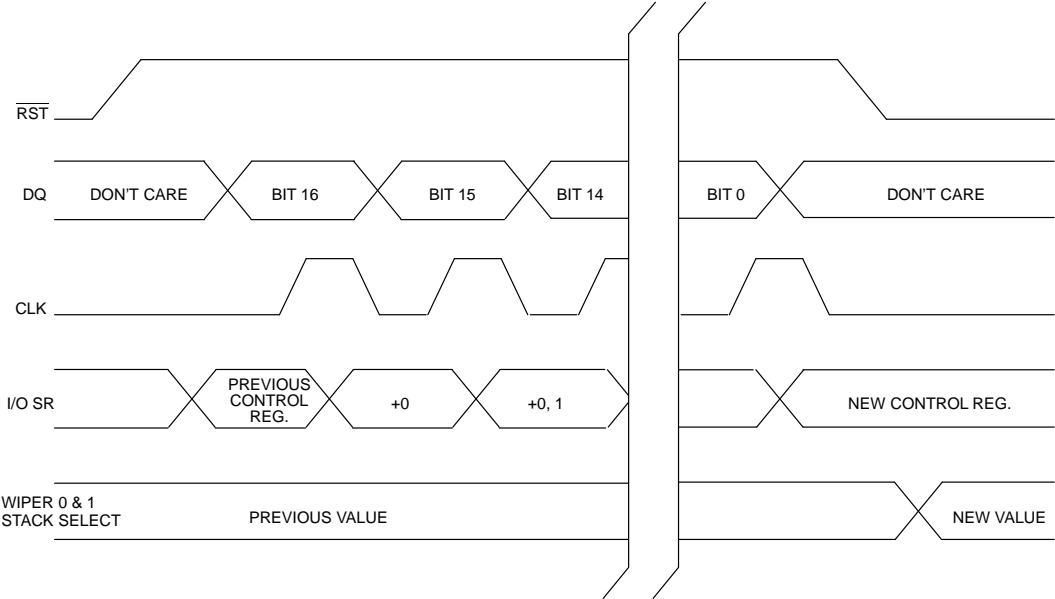 RST
DQ
DON'T CARE
BIT 16
BIT 15
BIT 14
BIT 0
DON'T CARE
CLK
I/O SR
PREVIOUS
CONTROL
REG.
+0
+0, 1
NEW CONTROL REG.
WIPER 0 & 1
STACK SELECT
PREVIOUS VALUE
NEW VALUE